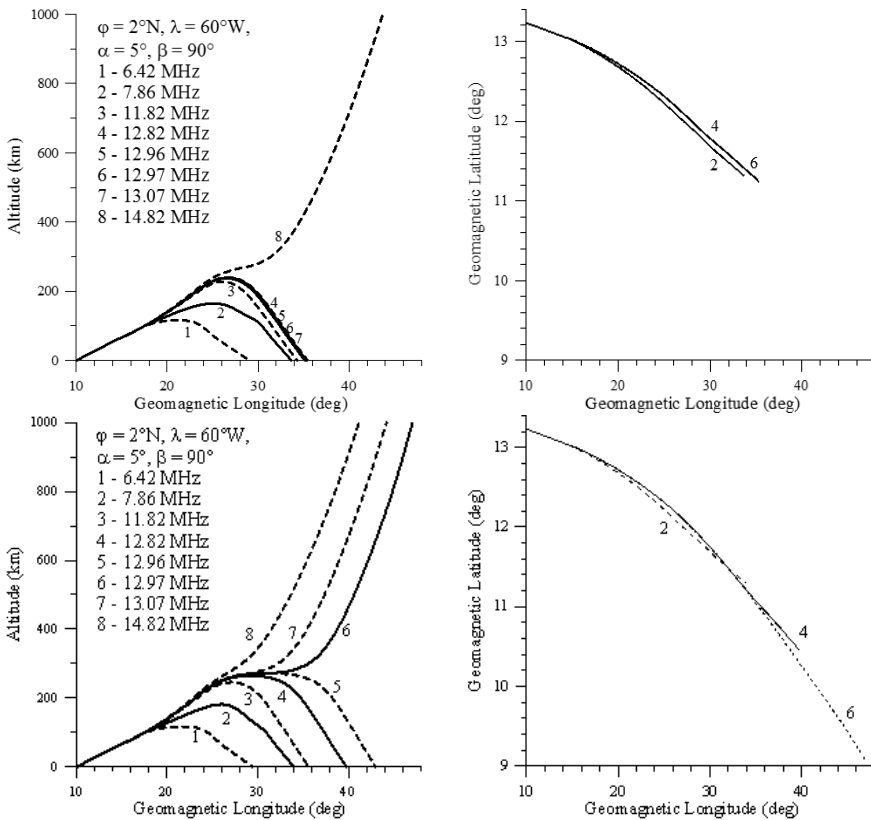 1000
800
600
400
200
0
Altitude (km)
φ = 2°N, λ = 60°W,
α = 5°, β = 90°
1 - 6.42 MHz
2 - 7.86 MHz
3 - 11.82 MHz
4 - 12.82 MHz
5 - 12.96 MHz
6 - 12.97 MHz
7 - 13.07 MHz
8 - 14.82 MHz
8
3
4
2
5
1
6
7
10 20 30 40
Geomagnetic Longitude (deg)
13
12
11
10
9
Geomagnetic Latitude (deg)
4
2
6
10 20 30 40
Geomagnetic Longitude (deg)
1000
800
600
400
200
0
Altitude (km)
φ = 2°N, λ = 60°W,
α = 5°, β = 90°
1 - 6.42 MHz
2 - 7.86 MHz
3 - 11.82 MHz
4 - 12.82 MHz
5 - 12.96 MHz
6 - 12.97 MHz
7 - 13.07 MHz
8 - 14.82 MHz
8
7
6
3
4
5
2
1
10 20 30 40
Geomagnetic Longitude (deg)
13
12
11
10
9
Geomagnetic Latitude (deg)
2
4
6
10 20 30 40
Geomagnetic Longitude (deg)